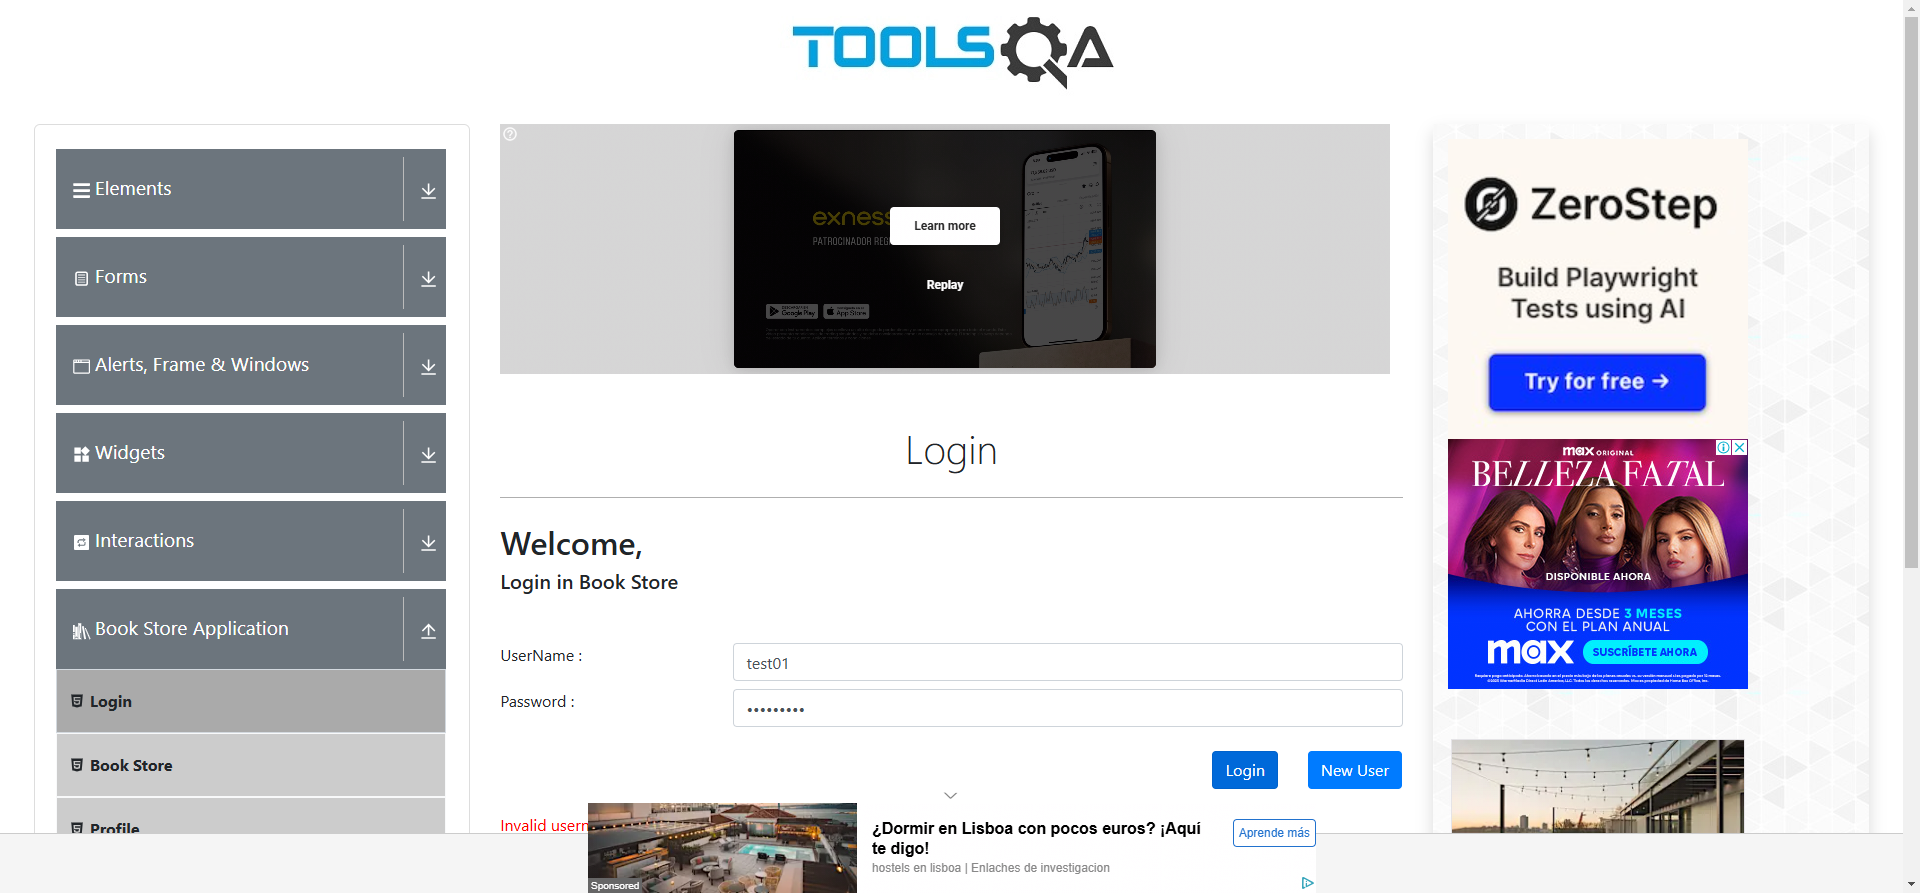 TOOLSQA
Elements
Forms
Alerts, Frame & Windows
Widgets
Interactions
Book Store Application
Login
Book Store
Profile
exness
PATROCINADOR
Learn more
Replay
Google Play
App Store
Login
Welcome,
Login in Book Store
UserName :
test01
Password :
Login
New User
Invalid usern
Sponsored
¿Dormir en Lisboa con pocos euros? ¡Aquí
te digo!
hostels en lisboa | Enlaches de investigacion
Aprende más
ZeroStep
Build Playwright
Tests using AI
Try for free →
max ORIGINAL
BELLEZA FATAL
DISPONIBLE AHORA
AHORRA DESDE 3 MESES
CON EL PLAN ANUAL
max
SUSCRÍBETE AHORA